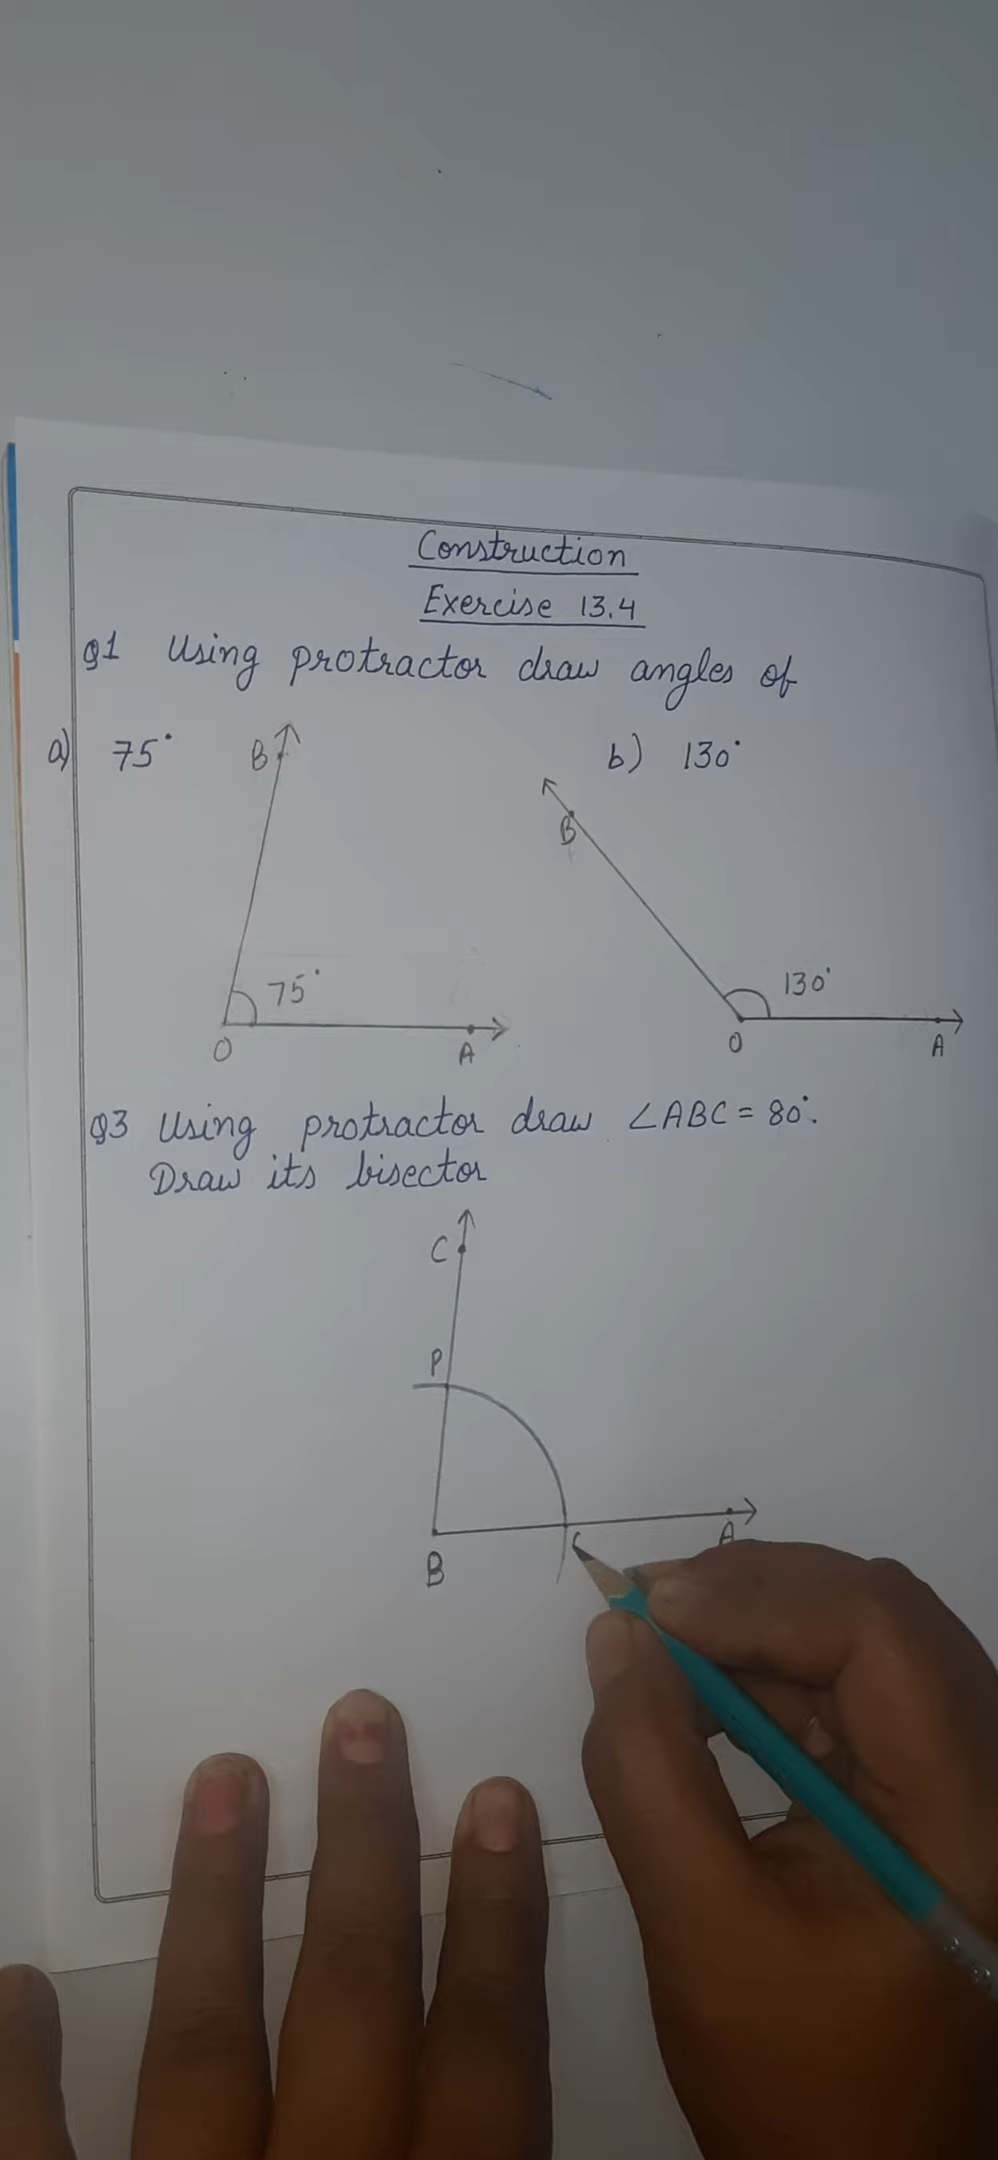 Construction
Exercise 13.4
Q1 Using protractor draw angles of
a) 75°
b) 130°
B
B
75°
130°
O
A
O
A
Q3 Using protractor draw ∠ABC = 80°.
Draw its bisector
C
P
A
B